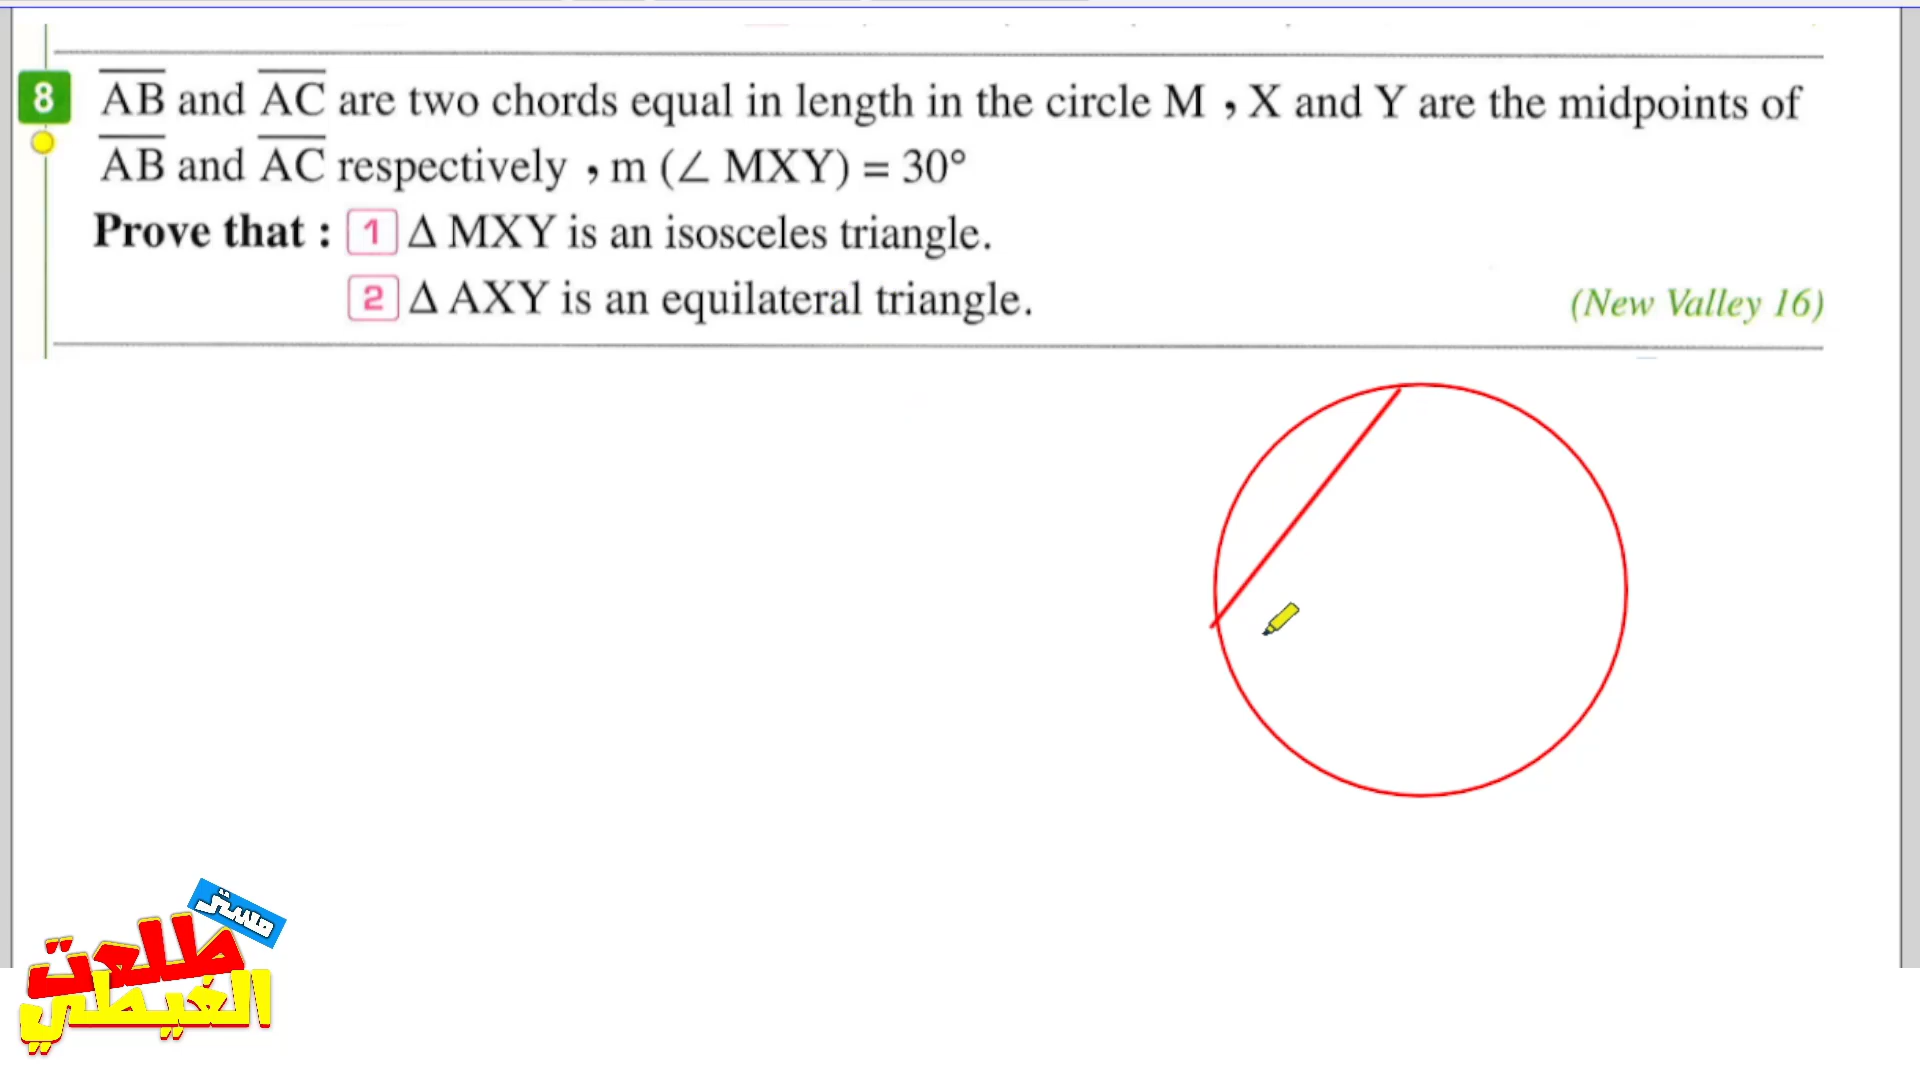 8 AB and AC are two chords equal in length in the circle M , X and Y are the midpoints of
AB and AC respectively , m (∠ MXY) = 30°
Prove that : 1 Δ MXY is an isosceles triangle.
2 Δ AXY is an equilateral triangle.
(New Valley 16)
مستر
طلعت
الغيطي